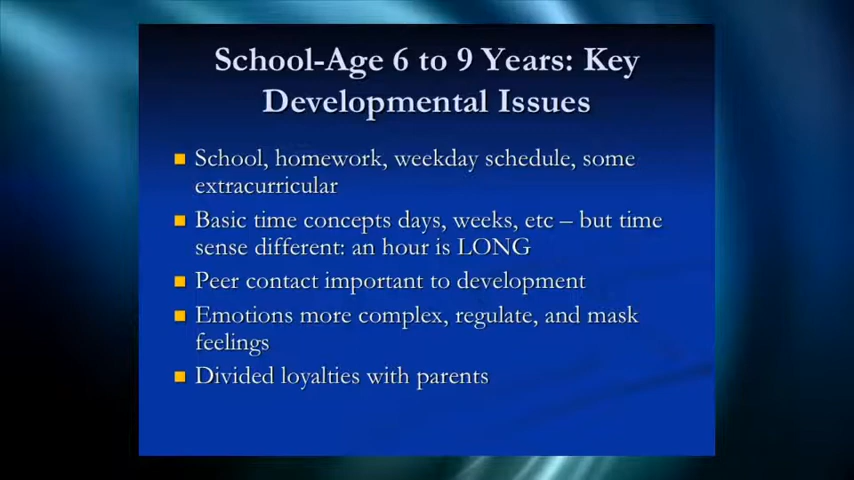 School-Age 6 to 9 Years: Key
Developmental Issues
School, homework, weekday schedule, some
extracurricular
Basic time concepts days, weeks, etc – but time
sense different: an hour is LONG
Peer contact important to development
Emotions more complex, regulate, and mask
feelings
Divided loyalties with parents